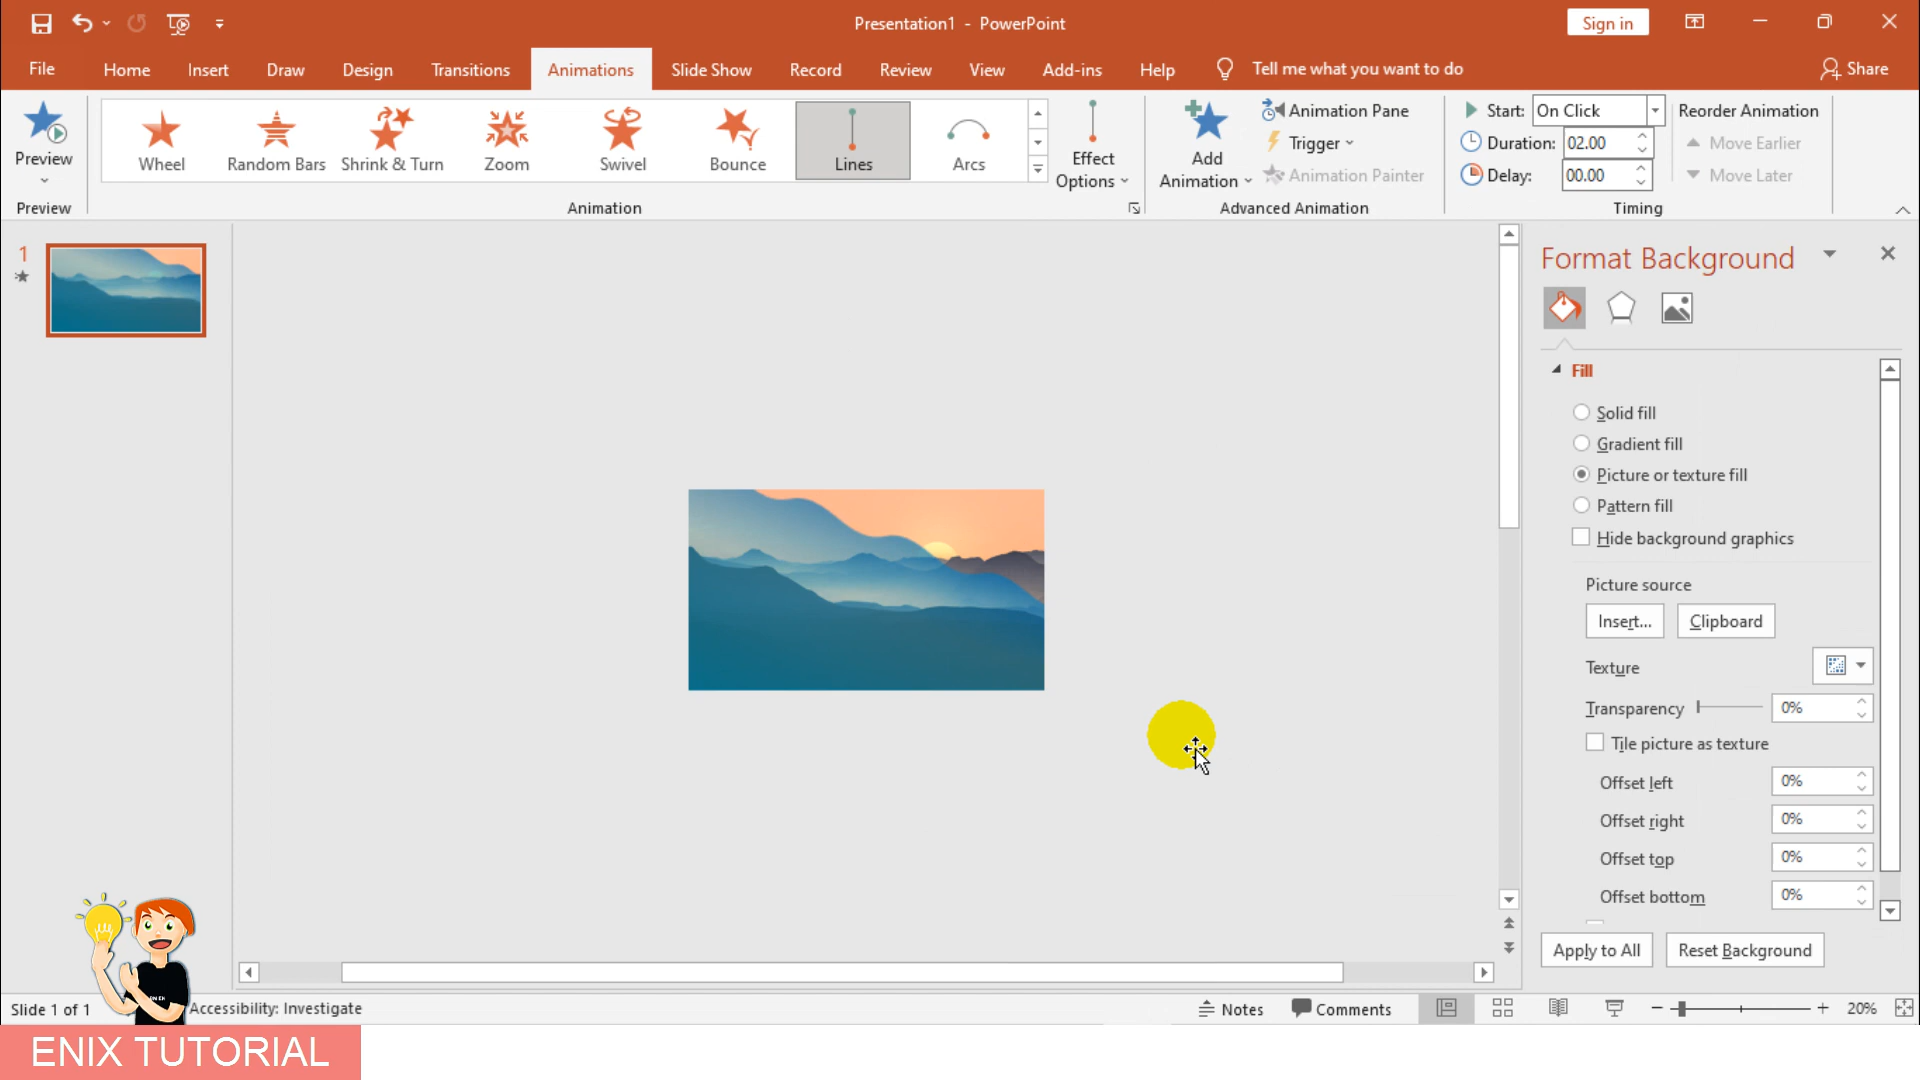 Presentation1 - PowerPoint
Sign in
File
Home
Insert
Draw
Design
Transitions
Animations
Slide Show
Record
Review
View
Add-ins
Help
Tell me what you want to do
Share
Preview
Wheel
Random Bars
Shrink & Turn
Zoom
Swivel
Bounce
Lines
Arcs
Effect
Options
Add
Animation
Animation Pane
Trigger
Animation Painter
Start: On Click
Duration: 02.00
Delay: 00.00
Reorder Animation
Move Earlier
Move Later
Preview
Animation
Advanced Animation
Timing
1
Format Background
Fill
Solid fill
Gradient fill
Picture or texture fill
Pattern fill
Hide background graphics
Picture source
Insert...
Clipboard
Texture
Transparency 0%
Tile picture as texture
Offset left 0%
Offset right 0%
Offset top 0%
Offset bottom 0%
Apply to All
Reset Background
Slide 1 of 1
Accessibility: Investigate
Notes
Comments
20%
ENIX TUTORIAL